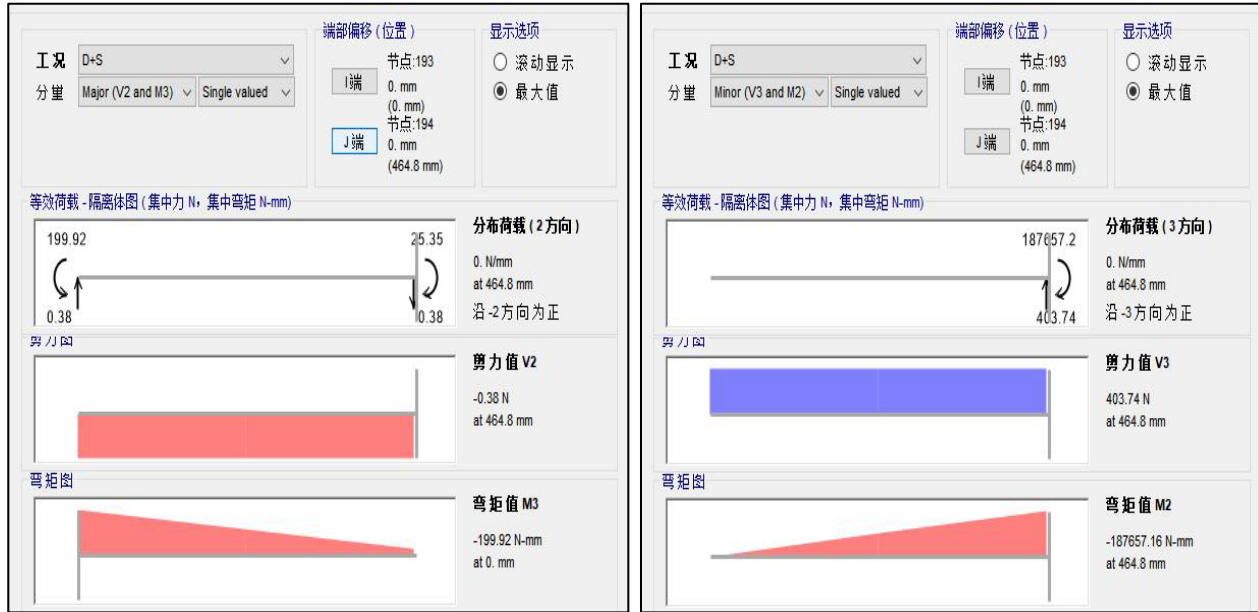 端部偏移 ( 位置 )
显示选项
工况 D+S
节点:193
滚动显示
I端
0. mm
最大值
分量 Major (V2 and M3) Single valued
(0. mm)
节点:194
J 端
0. mm
(464.8 mm)
等效荷载 - 隔离体图 ( 集中力 N，集中弯矩 N-mm)
199.92
25.35
0.38
0.38
分布荷载 ( 2 方向 )
0. N/mm
at 464.8 mm
沿 -2 方向为正
剪力图
剪力值 V2
-0.38 N
at 464.8 mm
弯矩图
弯矩值 M3
-199.92 N-mm
at 0. mm
端部偏移 ( 位置 )
显示选项
工况 D+S
节点:193
滚动显示
I端
0. mm
最大值
分量 Minor (V3 and M2) Single valued
(0. mm)
节点:194
J 端
0. mm
(464.8 mm)
等效荷载 - 隔离体图 ( 集中力 N，集中弯矩 N-mm)
187657.2
403.74
分布荷载 ( 3 方向 )
0. N/mm
at 464.8 mm
沿 -3 方向为正
剪力图
剪力值 V3
403.74 N
at 464.8 mm
弯矩图
弯矩值 M2
-187657.16 N-mm
at 464.8 mm